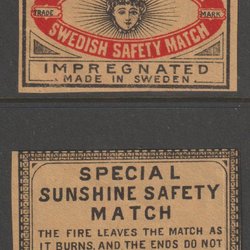 TRADE MARK
SWEDISH SAFETY MATCH
IMPREGNATED
MADE IN SWEDEN.
SPECIAL
SUNSHINE SAFETY
MATCH
THE FIRE LEAVES THE MATCH AS
IT BURNS, AND THE ENDS DO NOT